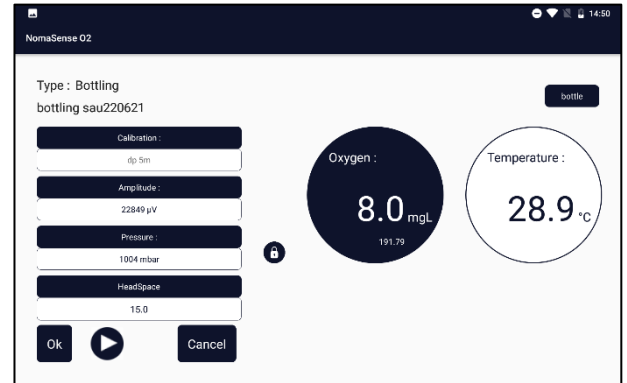 14:50
NomaSense O2
Type : Bottling
bottling sau220621
bottle
Calibration :
dp 5m
Amplitude :
22849 µV
Pressure :
1004 mbar
HeadSpace
15.0
Ok
Cancel
Oxygen :
8.0 mgL
191.79
Temperature :
28.9 °C